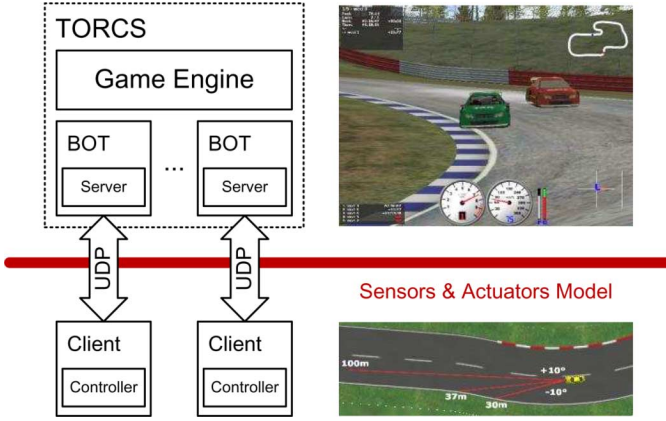 TORCS
Game Engine
BOT
...
BOT
Server
Server
UDP
UDP
Sensors & Actuators Model
Client
Client
Controller
Controller
100m
+10°
-10°
37m
30m